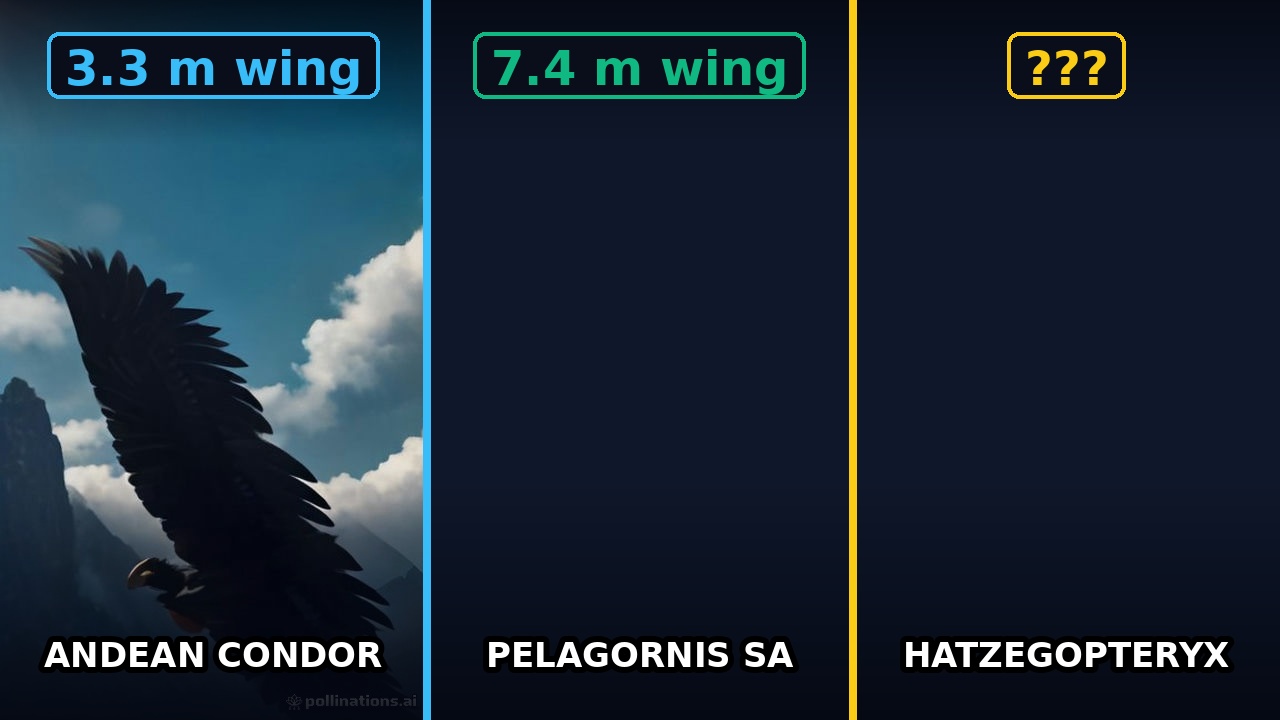 3.3 m wing
7.4 m wing
???
ANDEAN CONDOR
PELAGORNIS SA
HATZEGOPTERYX
pollinations.ai